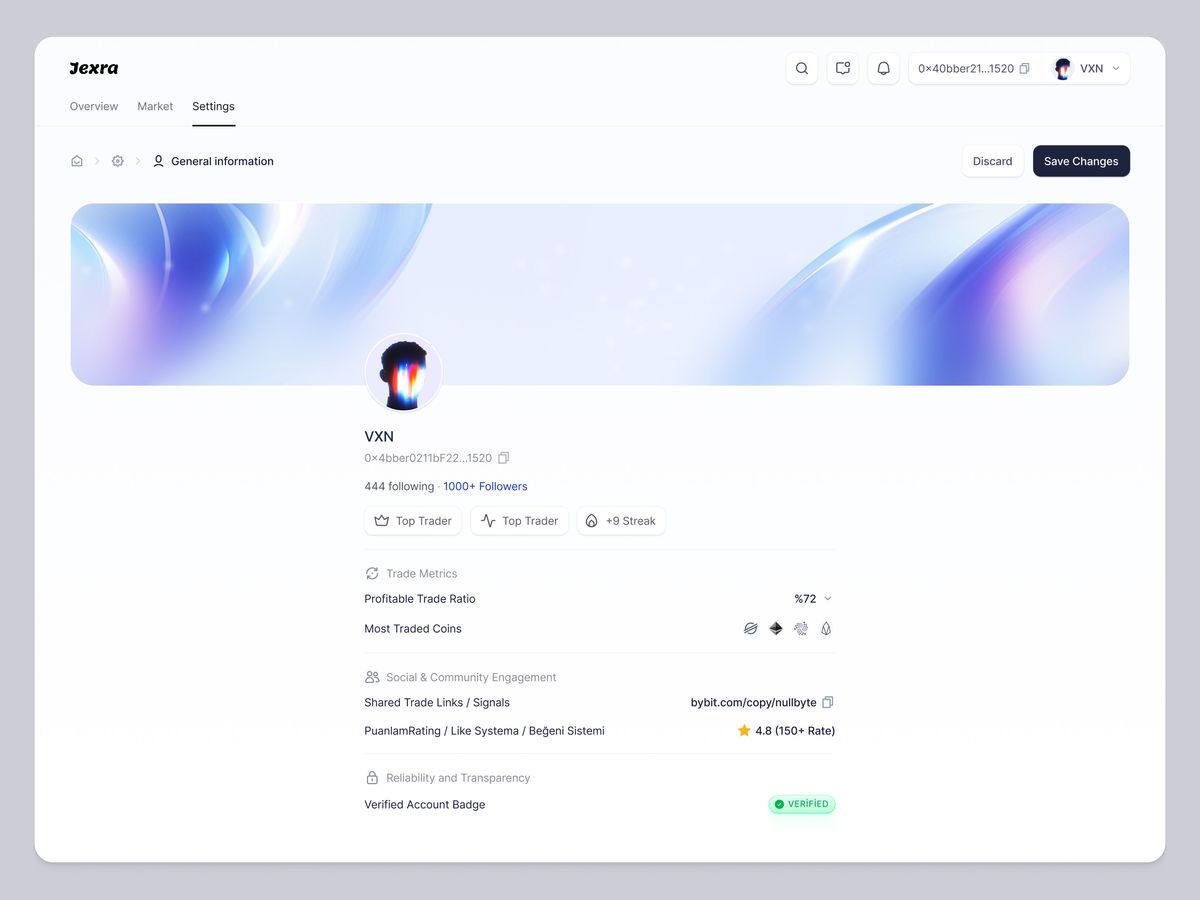 Jexra
0×40bber21...1520
VXN
Overview
Market
Settings
General information
Discard
Save Changes
VXN
0×4bber0211bF22...1520
444 following · 1000+ Followers
Top Trader
Top Trader
+9 Streak
Trade Metrics
Profitable Trade Ratio
%72
Most Traded Coins
Social & Community Engagement
Shared Trade Links / Signals
bybit.com/copy/nullbyte
PuanlamRating / Like Systema / Beğeni Sistemi
4.8 (150+ Rate)
Reliability and Transparency
Verified Account Badge
VERİFİED